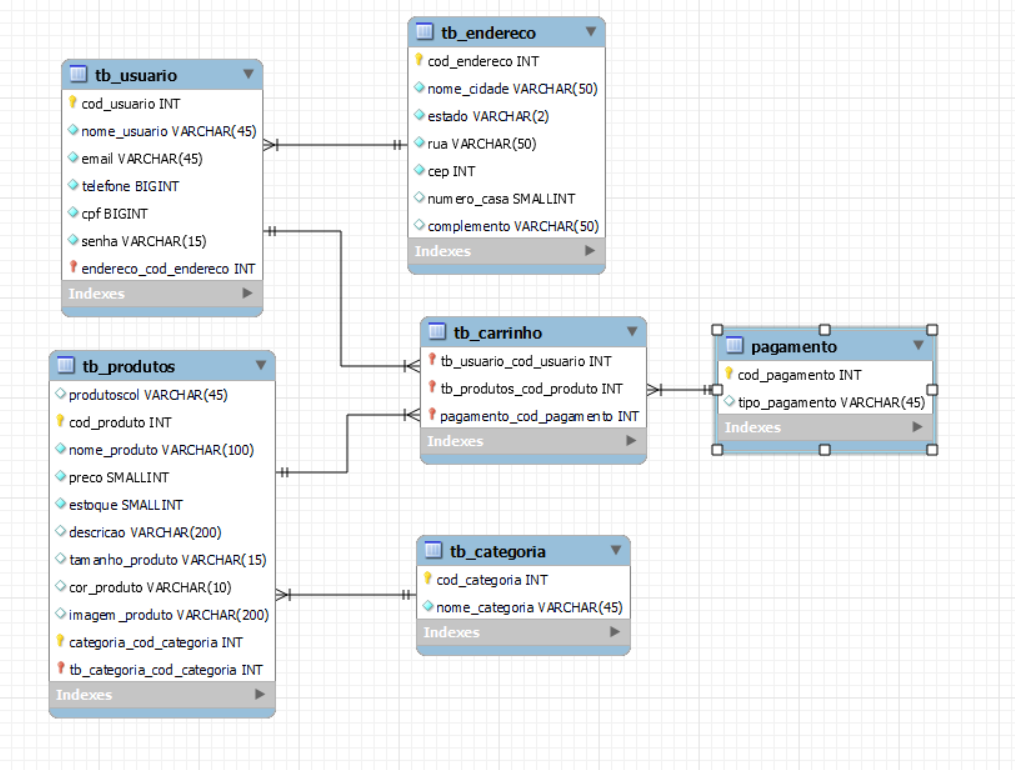 tb_endereco
cod_endereco INT
nome_cidade VARCHAR(50)
estado VARCHAR(2)
rua VARCHAR(50)
cep INT
numero_casa SMALLINT
complemento VARCHAR(50)
Indexes
tb_usuario
cod_usuario INT
nome_usuario VARCHAR(45)
email VARCHAR(45)
telefone BIGINT
cpf BIGINT
senha VARCHAR(15)
endereco_cod_endereco INT
Indexes
tb_carrinho
tb_usuario_cod_usuario INT
tb_produtos_cod_produto INT
pagamento_cod_pagamento INT
Indexes
pagamento
cod_pagamento INT
tipo_pagamento VARCHAR(45)
Indexes
tb_produtos
produtoscol VARCHAR(45)
cod_produto INT
nome_produto VARCHAR(100)
preco SMALLINT
estoque SMALLINT
descricao VARCHAR(200)
tamanho_produto VARCHAR(15)
cor_produto VARCHAR(10)
imagem_produto VARCHAR(200)
categoria_cod_categoria INT
tb_categoria_cod_categoria INT
Indexes
tb_categoria
cod_categoria INT
nome_categoria VARCHAR(45)
Indexes